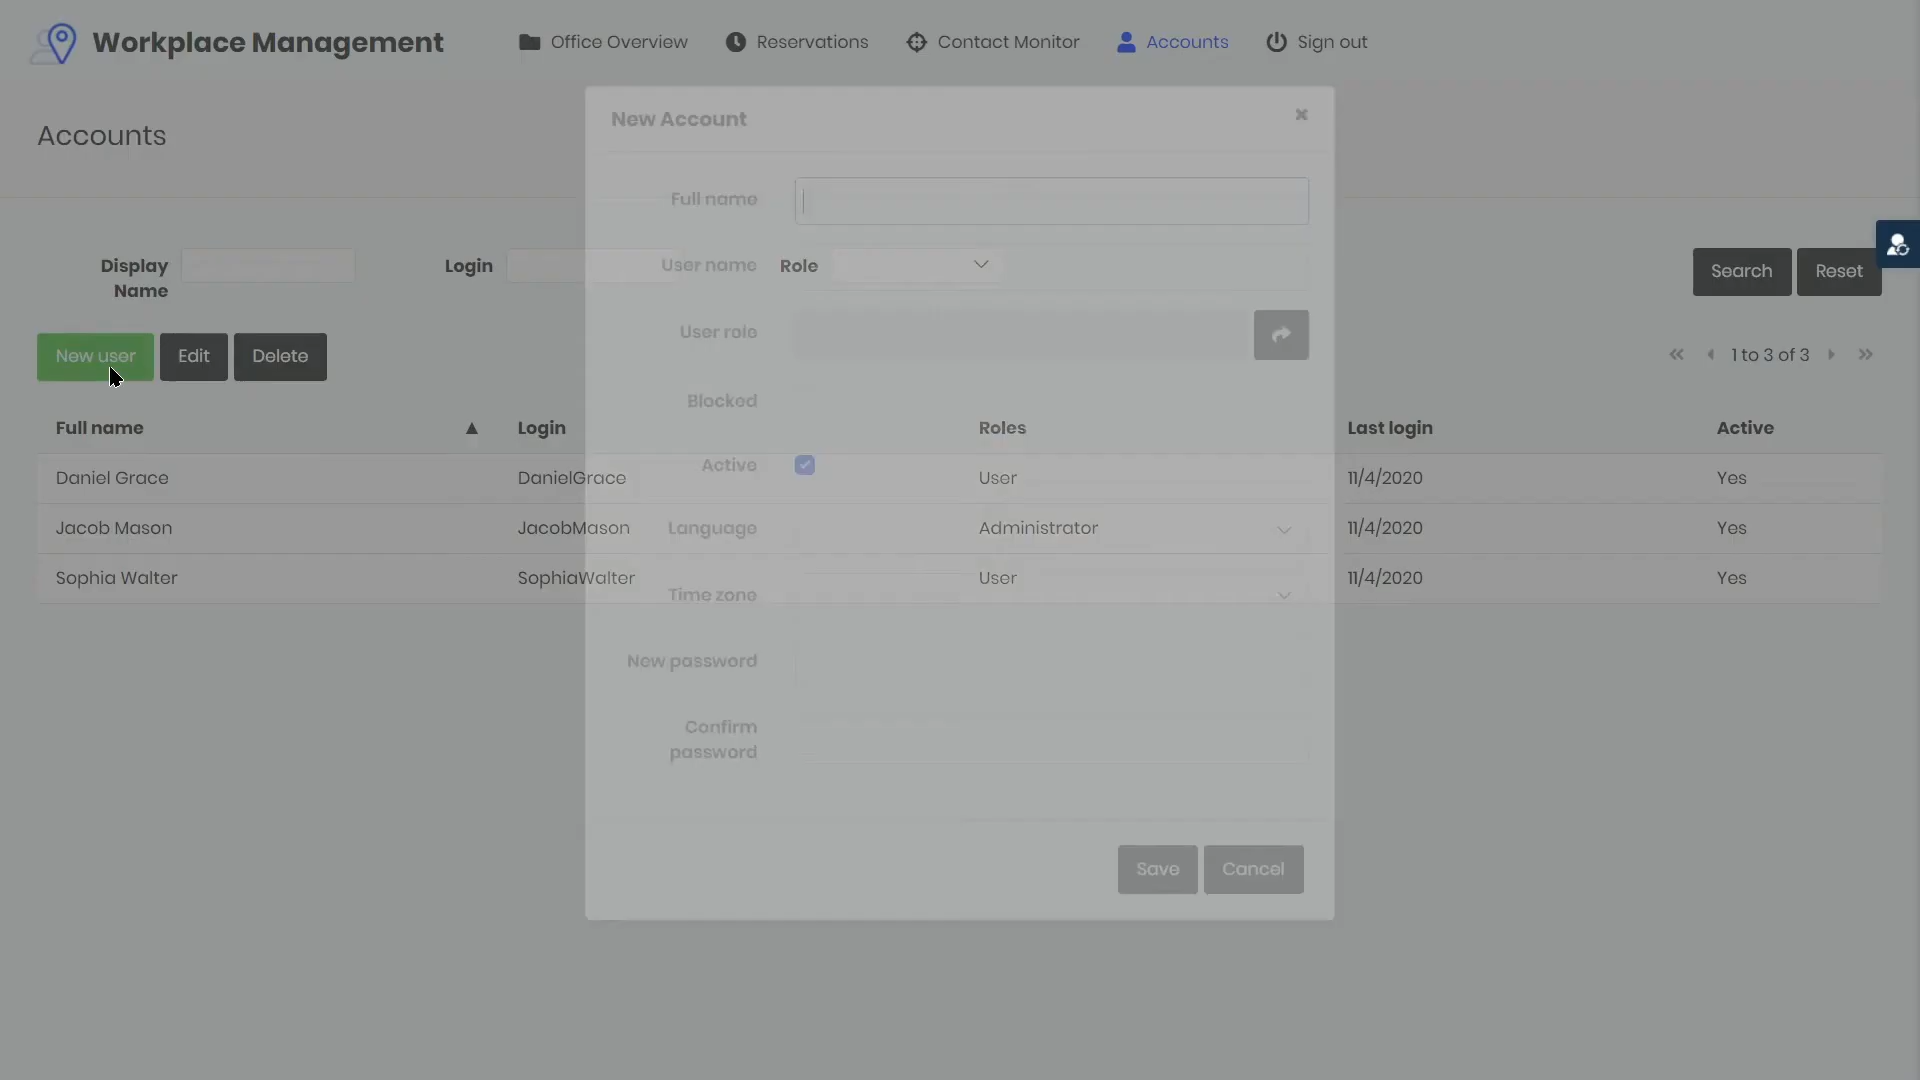 Workplace Management
Office Overview
Reservations
Contact Monitor
Accounts
Sign out
Accounts
New Account
Full name
Display
Name
Login
User name
Role
Search
Reset
User role
New user
Edit
Delete
1 to 3 of 3
Blocked
Full name
Login
Roles
Last login
Active
Active
Daniel Grace
DanielGrace
User
11/4/2020
Yes
Jacob Mason
JacobMason
Language
Administrator
11/4/2020
Yes
Sophia Walter
SophiaWalter
User
11/4/2020
Yes
Time zone
New password
Confirm
password
Save
Cancel